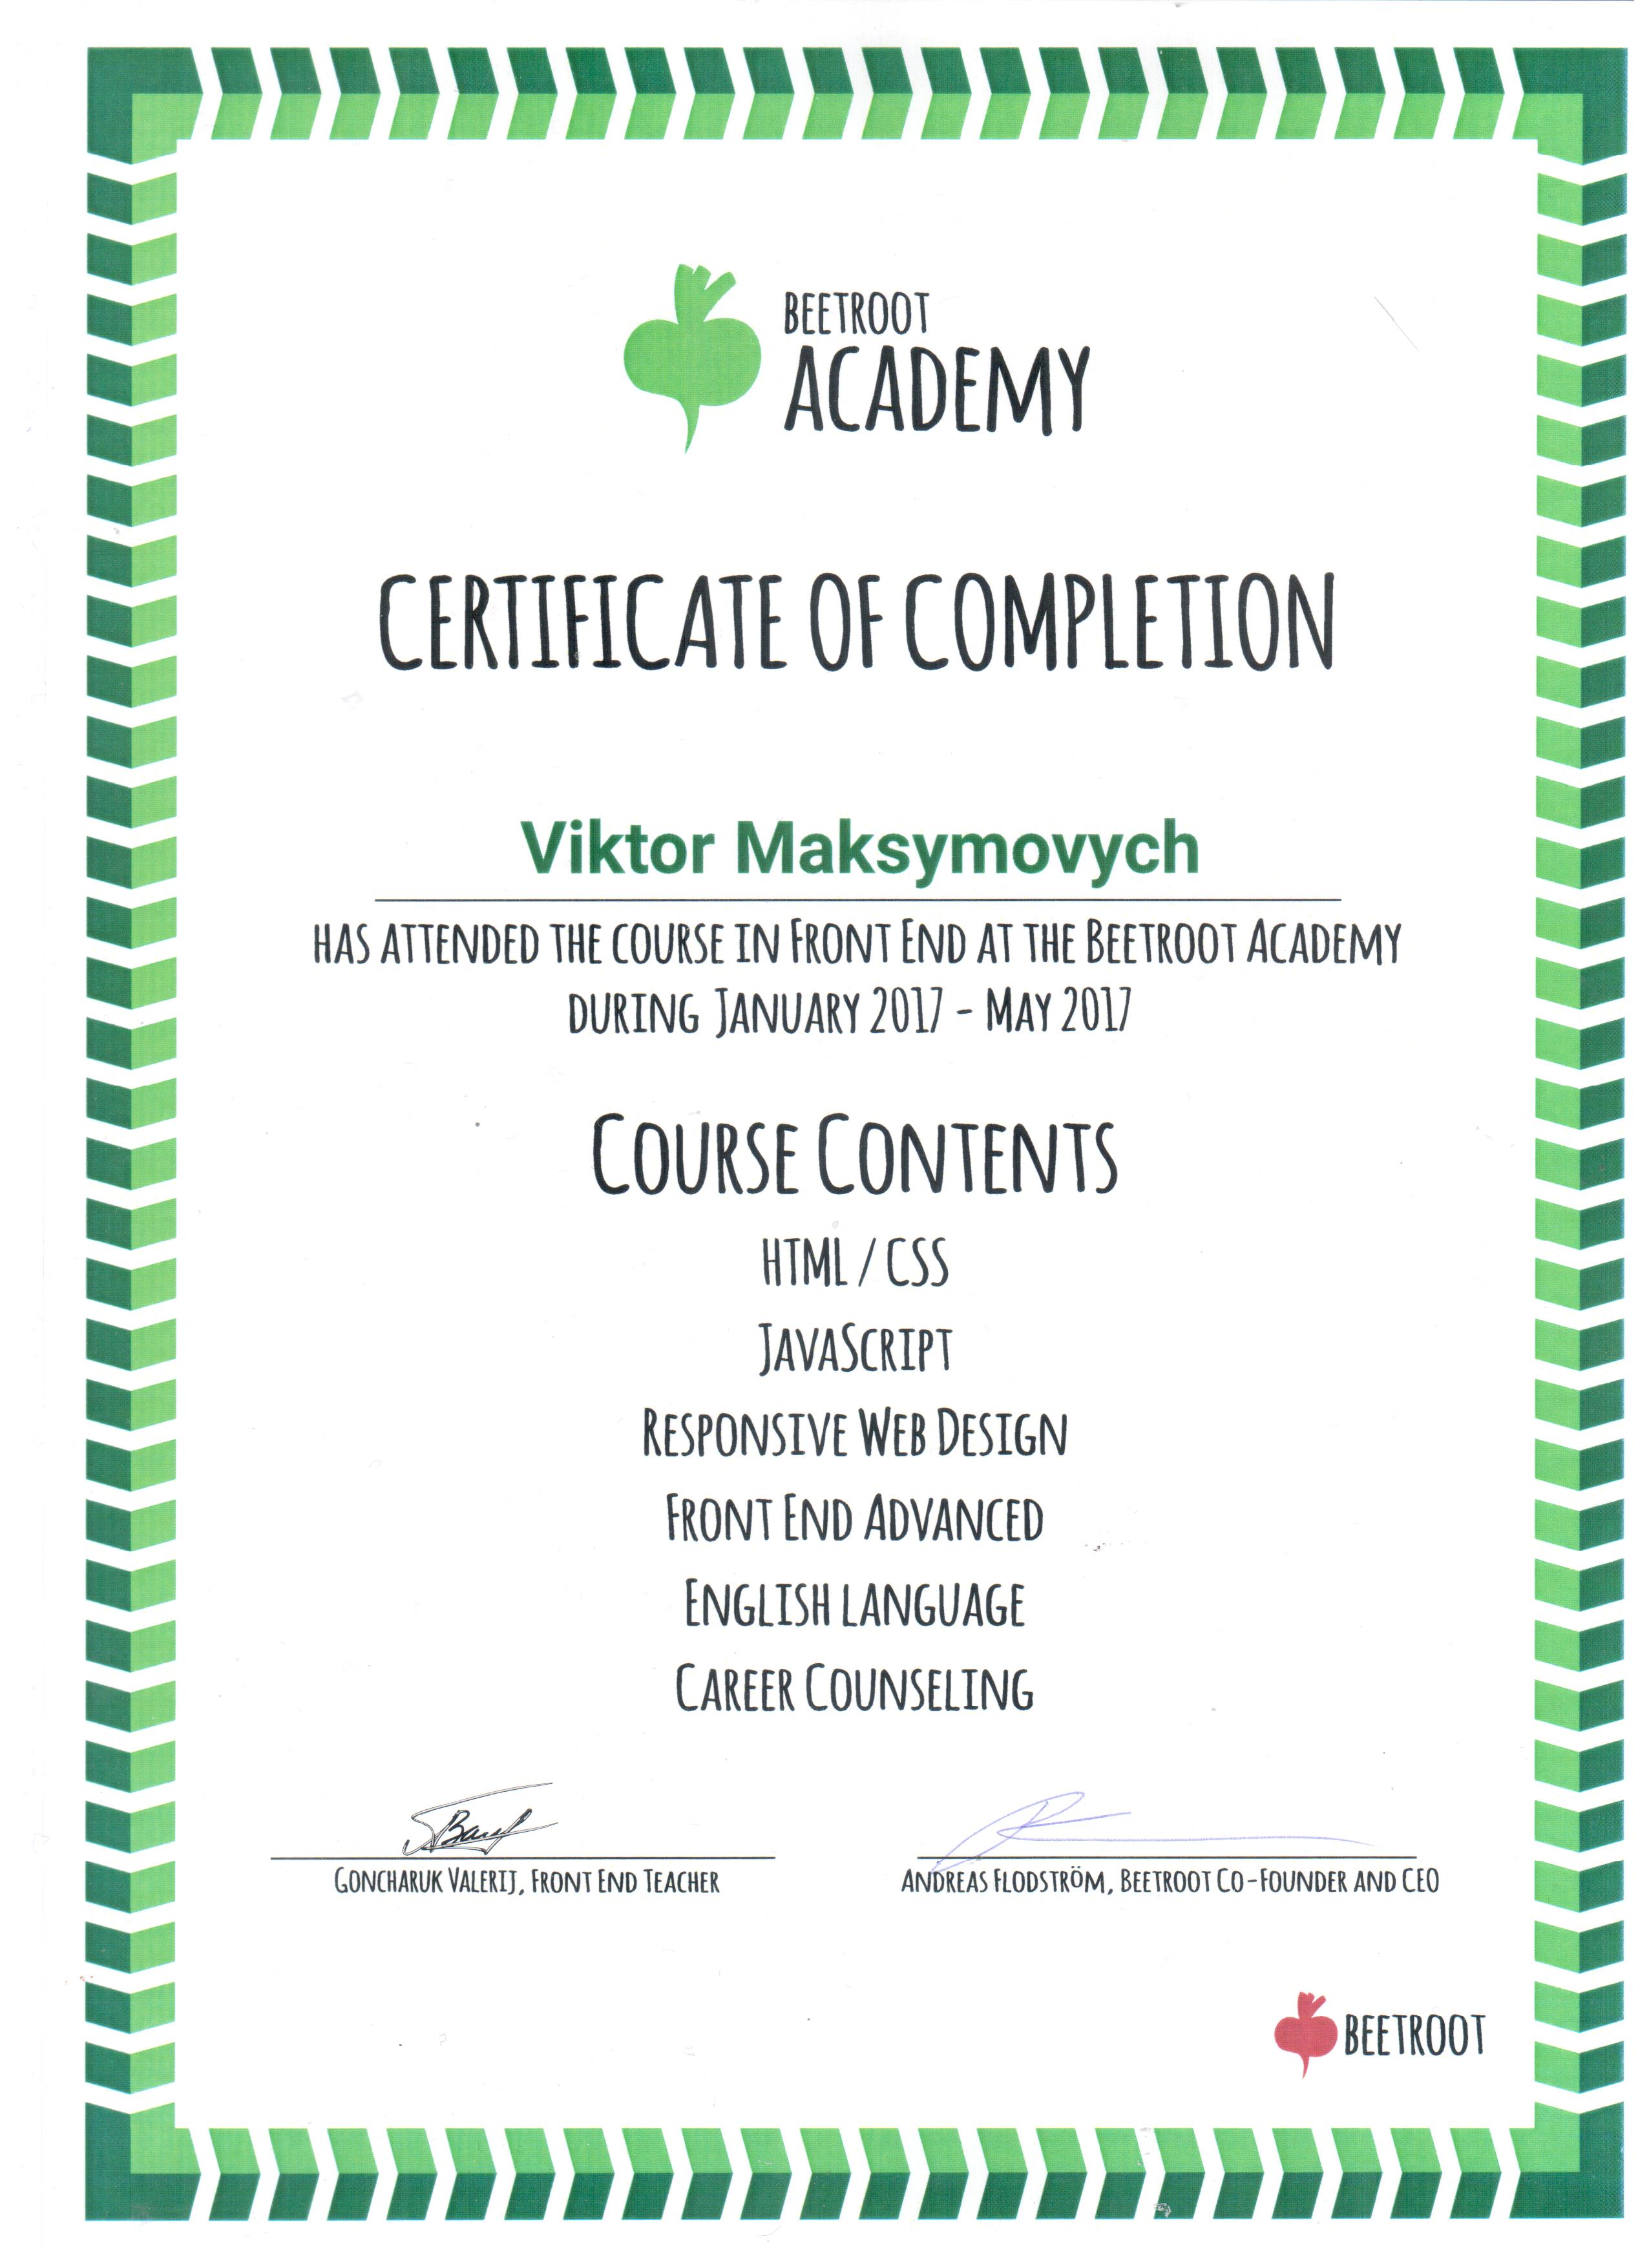 BEETROOT
ACADEMY
CERTIFICATE OF COMPLETION
Viktor Maksymovych
HAS ATTENDED THE COURSE IN FRONT END AT THE BEETROOT ACADEMY
DURING JANUARY 2017 - MAY 2017
COURSE CONTENTS
HTML / CSS
JAVASCRIPT
RESPONSIVE WEB DESIGN
FRONT END ADVANCED
ENGLISH LANGUAGE
CAREER COUNSELING
GONCHARUK VALERIJ, FRONT END TEACHER
ANDREAS FLODSTRÖM, BEETROOT CO-FOUNDER AND CEO
BEETROOT